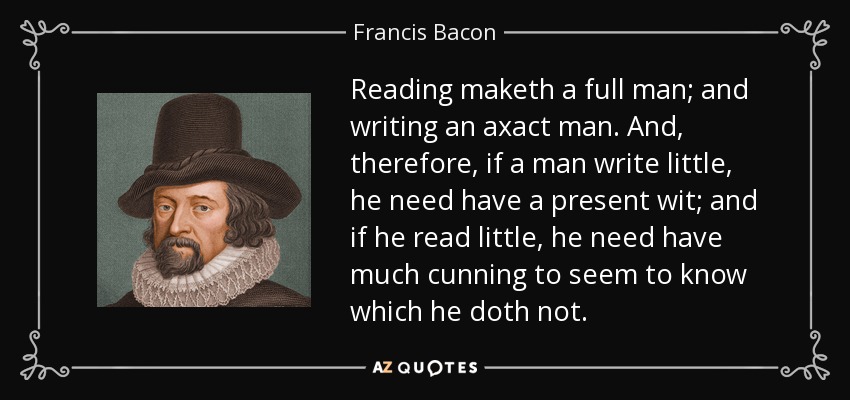 Francis Bacon
Reading maketh a full man; and
writing an axact man. And,
therefore, if a man write little,
he need have a present wit; and
if he read little, he need have
much cunning to seem to know
which he doth not.
AZ QUOTES